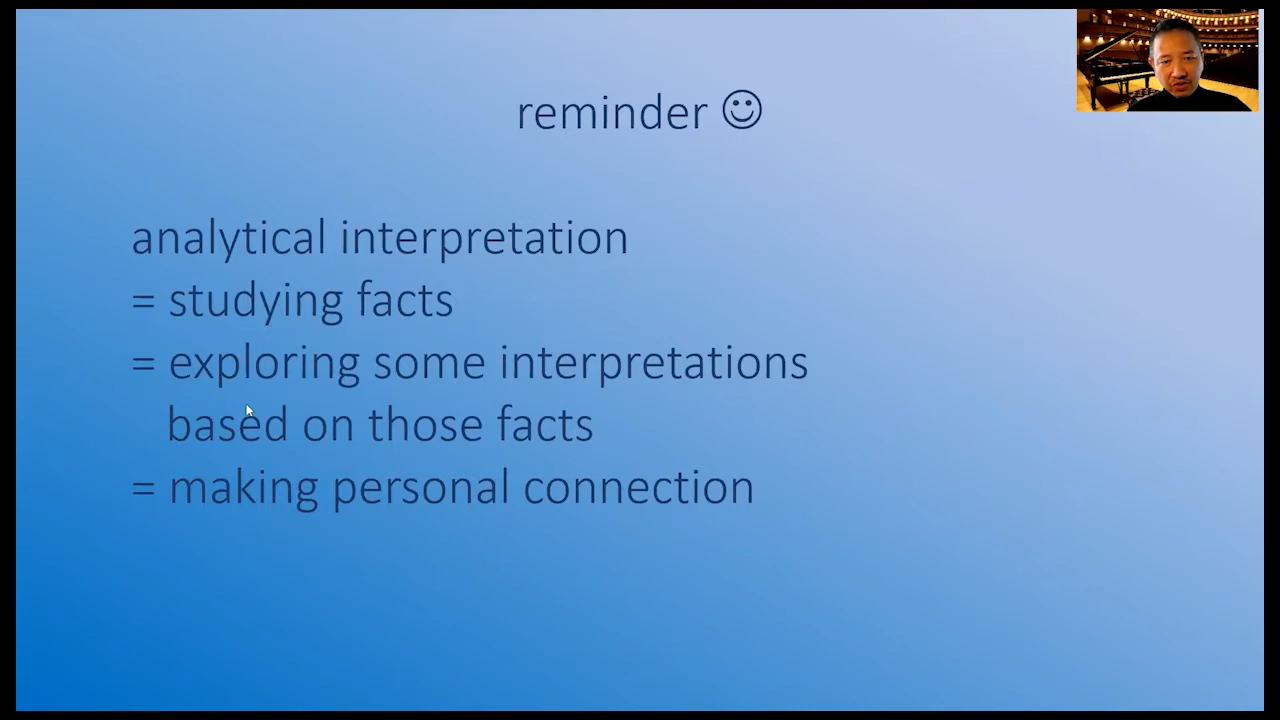 reminder ☺
analytical interpretation
= studying facts
= exploring some interpretations
based on those facts
= making personal connection